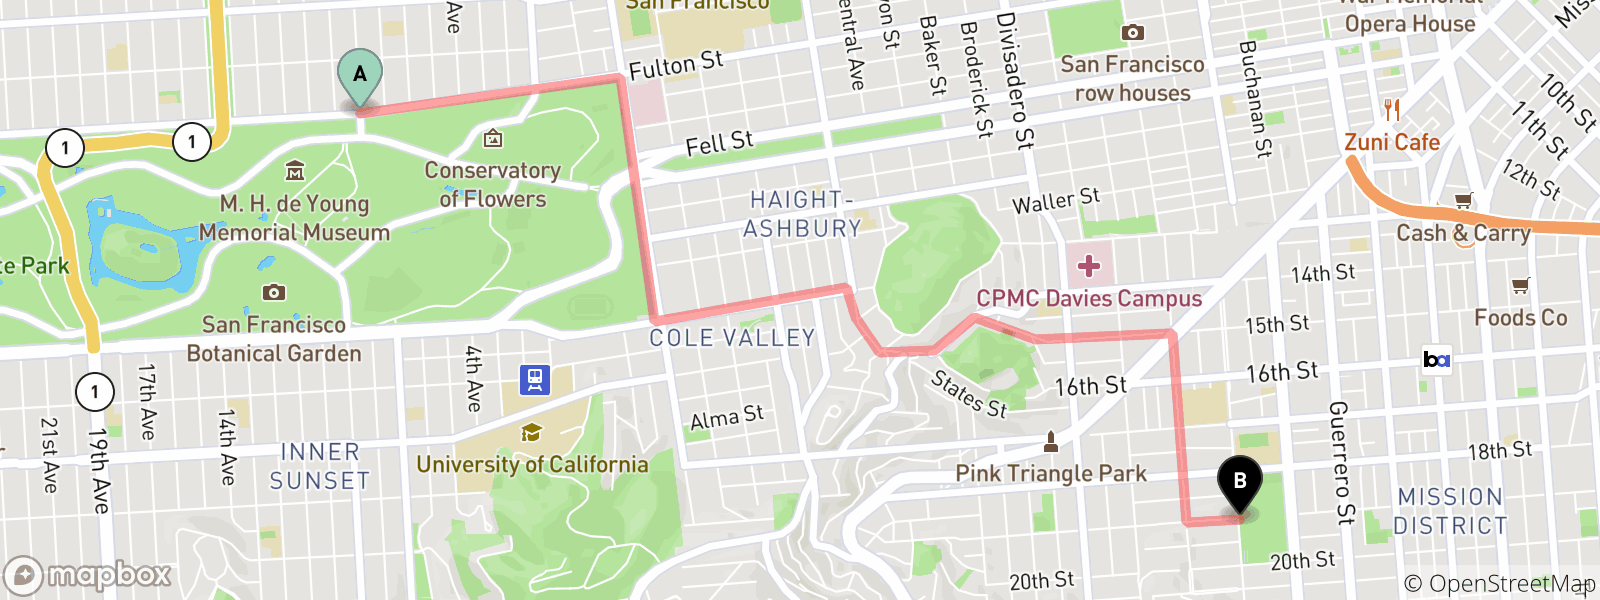 San Francisco
Ave
Fulton St
Central Ave
Baker St
Broderick St
Divisadero St
San Francisco
row houses
Buchanan St
Opera House
10th St
11th St
12th St
Zuni Cafe
A
1
1
Conservatory
of Flowers
M. H. de Young
Memorial Museum
Fell St
HAIGHT-
ASHBURY
Waller St
Cash & Carry
Park
San Francisco
Botanical Garden
CPMC Davies Campus
14th St
15th St
Foods Co
COLE VALLEY
1
17th Ave
14th Ave
4th Ave
21st Ave
19th Ave
States St
16th St
16th St
ba
Guerrero St
Alma St
INNER
SUNSET
University of California
Pink Triangle Park
B
18th St
MISSION
DISTRICT
20th St
20th St
mapbox
© OpenStreetMap